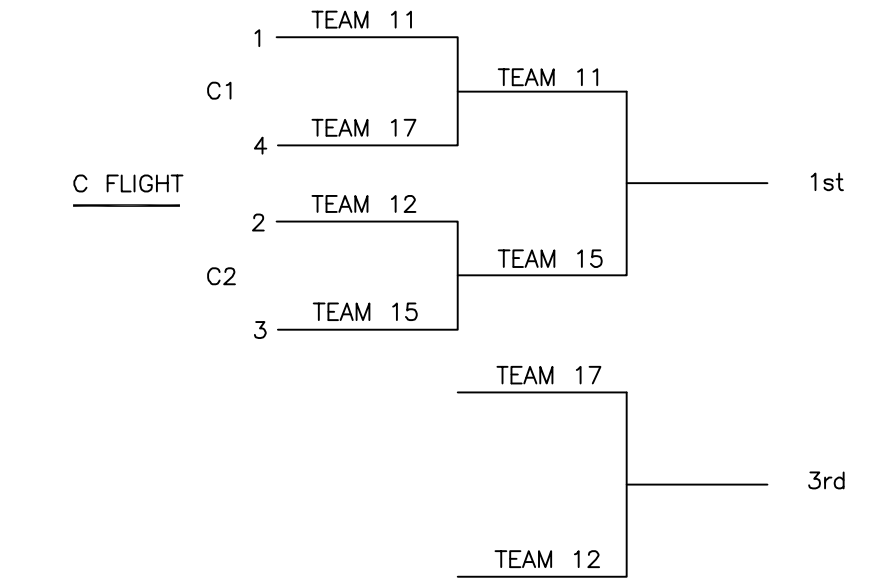 TEAM 11
1
C1
TEAM 11
TEAM 17
4
C FLIGHT
1st
TEAM 12
2
C2
TEAM 15
TEAM 15
3
TEAM 17
3rd
TEAM 12